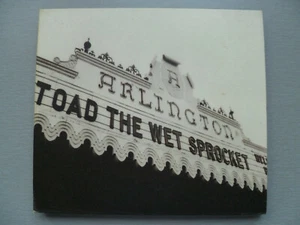 ARLINGTON
TOAD THE WET SPROCKET